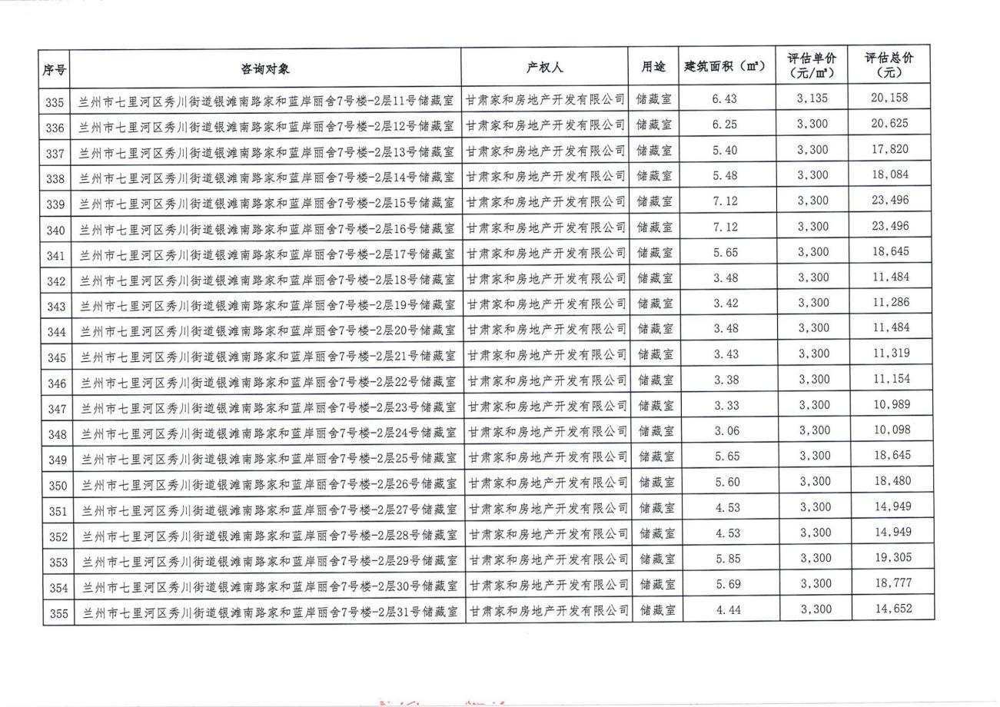 序号 咨询对象 产权人 用途 建筑面积（㎡） 评估单价（元/㎡） 评估总价（元）
335 兰州市七里河区秀川街道银滩南路家和蓝岸丽舍7号楼-2层11号储藏室 甘肃家和房地产开发有限公司 储藏室 6.43 3,135 20,158
336 兰州市七里河区秀川街道银滩南路家和蓝岸丽舍7号楼-2层12号储藏室 甘肃家和房地产开发有限公司 储藏室 6.25 3,300 20,625
337 兰州市七里河区秀川街道银滩南路家和蓝岸丽舍7号楼-2层13号储藏室 甘肃家和房地产开发有限公司 储藏室 5.40 3,300 17,820
338 兰州市七里河区秀川街道银滩南路家和蓝岸丽舍7号楼-2层14号储藏室 甘肃家和房地产开发有限公司 储藏室 5.48 3,300 18,084
339 兰州市七里河区秀川街道银滩南路家和蓝岸丽舍7号楼-2层15号储藏室 甘肃家和房地产开发有限公司 储藏室 7.12 3,300 23,496
340 兰州市七里河区秀川街道银滩南路家和蓝岸丽舍7号楼-2层16号储藏室 甘肃家和房地产开发有限公司 储藏室 7.12 3,300 23,496
341 兰州市七里河区秀川街道银滩南路家和蓝岸丽舍7号楼-2层17号储藏室 甘肃家和房地产开发有限公司 储藏室 5.65 3,300 18,645
342 兰州市七里河区秀川街道银滩南路家和蓝岸丽舍7号楼-2层18号储藏室 甘肃家和房地产开发有限公司 储藏室 3.48 3,300 11,484
343 兰州市七里河区秀川街道银滩南路家和蓝岸丽舍7号楼-2层19号储藏室 甘肃家和房地产开发有限公司 储藏室 3.42 3,300 11,286
344 兰州市七里河区秀川街道银滩南路家和蓝岸丽舍7号楼-2层20号储藏室 甘肃家和房地产开发有限公司 储藏室 3.48 3,300 11,484
345 兰州市七里河区秀川街道银滩南路家和蓝岸丽舍7号楼-2层21号储藏室 甘肃家和房地产开发有限公司 储藏室 3.43 3,300 11,319
346 兰州市七里河区秀川街道银滩南路家和蓝岸丽舍7号楼-2层22号储藏室 甘肃家和房地产开发有限公司 储藏室 3.38 3,300 11,154
347 兰州市七里河区秀川街道银滩南路家和蓝岸丽舍7号楼-2层23号储藏室 甘肃家和房地产开发有限公司 储藏室 3.33 3,300 10,989
348 兰州市七里河区秀川街道银滩南路家和蓝岸丽舍7号楼-2层24号储藏室 甘肃家和房地产开发有限公司 储藏室 3.06 3,300 10,098
349 兰州市七里河区秀川街道银滩南路家和蓝岸丽舍7号楼-2层25号储藏室 甘肃家和房地产开发有限公司 储藏室 5.65 3,300 18,645
350 兰州市七里河区秀川街道银滩南路家和蓝岸丽舍7号楼-2层26号储藏室 甘肃家和房地产开发有限公司 储藏室 5.60 3,300 18,480
351 兰州市七里河区秀川街道银滩南路家和蓝岸丽舍7号楼-2层27号储藏室 甘肃家和房地产开发有限公司 储藏室 4.53 3,300 14,949
352 兰州市七里河区秀川街道银滩南路家和蓝岸丽舍7号楼-2层28号储藏室 甘肃家和房地产开发有限公司 储藏室 4.53 3,300 14,949
353 兰州市七里河区秀川街道银滩南路家和蓝岸丽舍7号楼-2层29号储藏室 甘肃家和房地产开发有限公司 储藏室 5.85 3,300 19,305
354 兰州市七里河区秀川街道银滩南路家和蓝岸丽舍7号楼-2层30号储藏室 甘肃家和房地产开发有限公司 储藏室 5.69 3,300 18,777
355 兰州市七里河区秀川街道银滩南路家和蓝岸丽舍7号楼-2层31号储藏室 甘肃家和房地产开发有限公司 储藏室 4.44 3,300 14,652